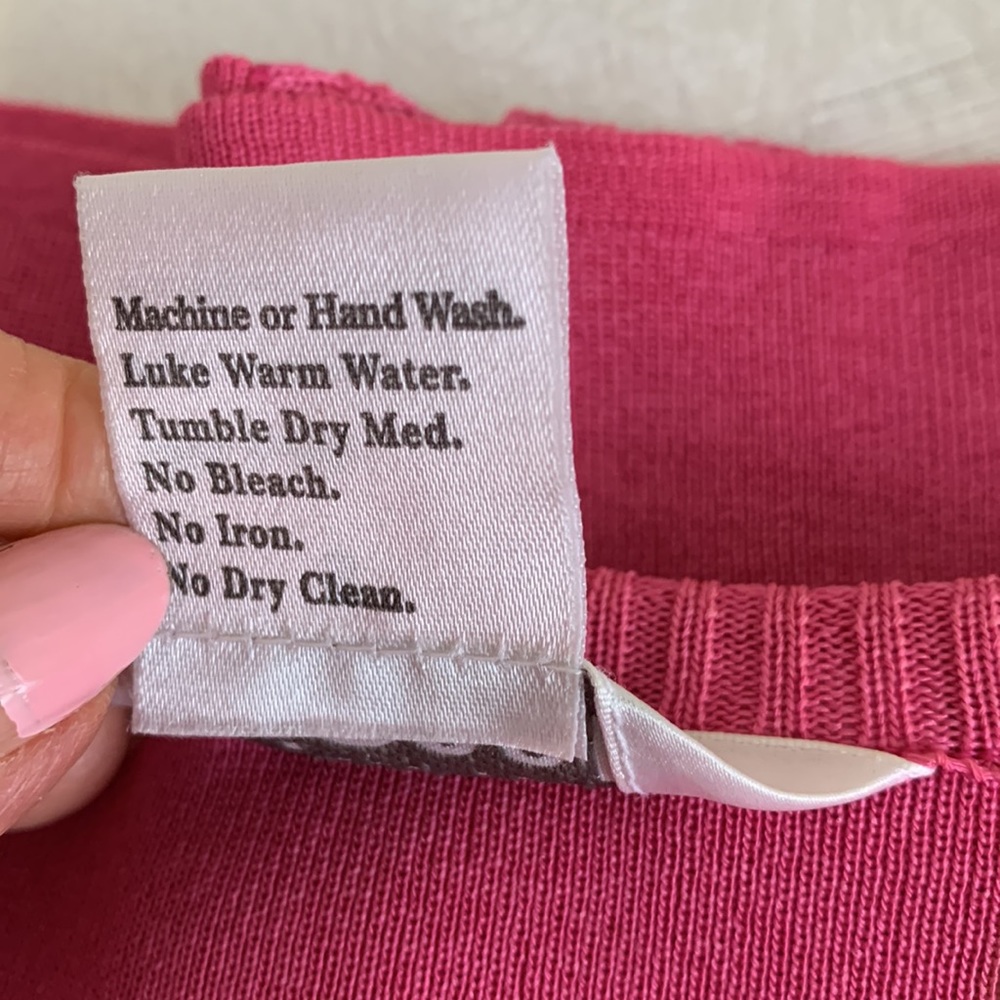 Machine or Hand Wash.
Luke Warm Water.
Tumble Dry Med.
No Bleach.
No Iron.
No Dry Clean.